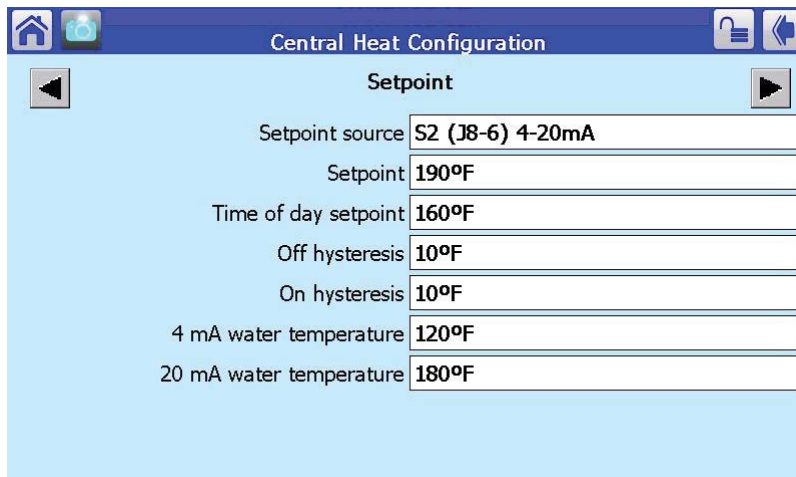 Central Heat Configuration
Setpoint
Setpoint source S2 (J8-6) 4-20mA
Setpoint 190ºF
Time of day setpoint 160ºF
Off hysteresis 10ºF
On hysteresis 10ºF
4 mA water temperature 120ºF
20 mA water temperature 180ºF